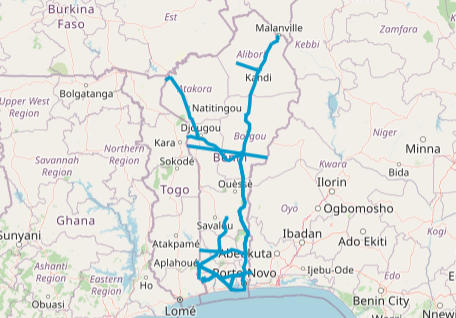 Burkina
Faso
Est
Malanville
Alibori
Kebbi
Zamfara
Kandi
Atakora
Bolgatanga
Upper West
Region
Natitingou
Djougou
Borgou
Niger
Northern
Region
Kara
Minna
Sokodé
Savannah
Region
Kwara
Bida
Togo
Ouèssè
Ilorin
Oyo
Ogbomosho
Ghana
Savalou
Ibadan
Ado Ekiti
Kogi
Sunyani
Atakpamé
Abeokuta
Aplahoué
Ashanti
Region
Eastern
Region
Porto-Novo
Ijebu-Ode
Edo
Ho
Obuasi
Lomé
Benin City
Nnewi